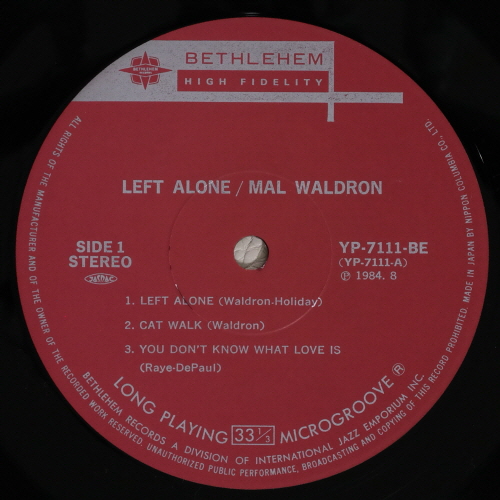 BETHLEHEM
HIGH FIDELITY
LEFT ALONE / MAL WALDRON
SIDE 1
STEREO
YP-7111-BE
(YP-7111-A)
Ⓟ 1984. 8
1. LEFT ALONE (Waldron-Holiday)
2. CAT WALK (Waldron)
3. YOU DON'T KNOW WHAT LOVE IS
(Raye-DePaul)
LONG PLAYING 33 1/3 MICROGROOVE ®
BETHLEHEM RECORDS A DIVISION OF INTERNATIONAL JAZZ EMPORIUM INC.
ALL RIGHTS OF THE MANUFACTURER AND OF THE OWNER OF THE RECORDED WORK RESERVED. UNAUTHORIZED PUBLIC PERFORMANCE, BROADCASTING AND COPYING OF THIS RECORD PROHIBITED. MADE IN JAPAN BY NIPPON COLUMBIA CO., LTD.